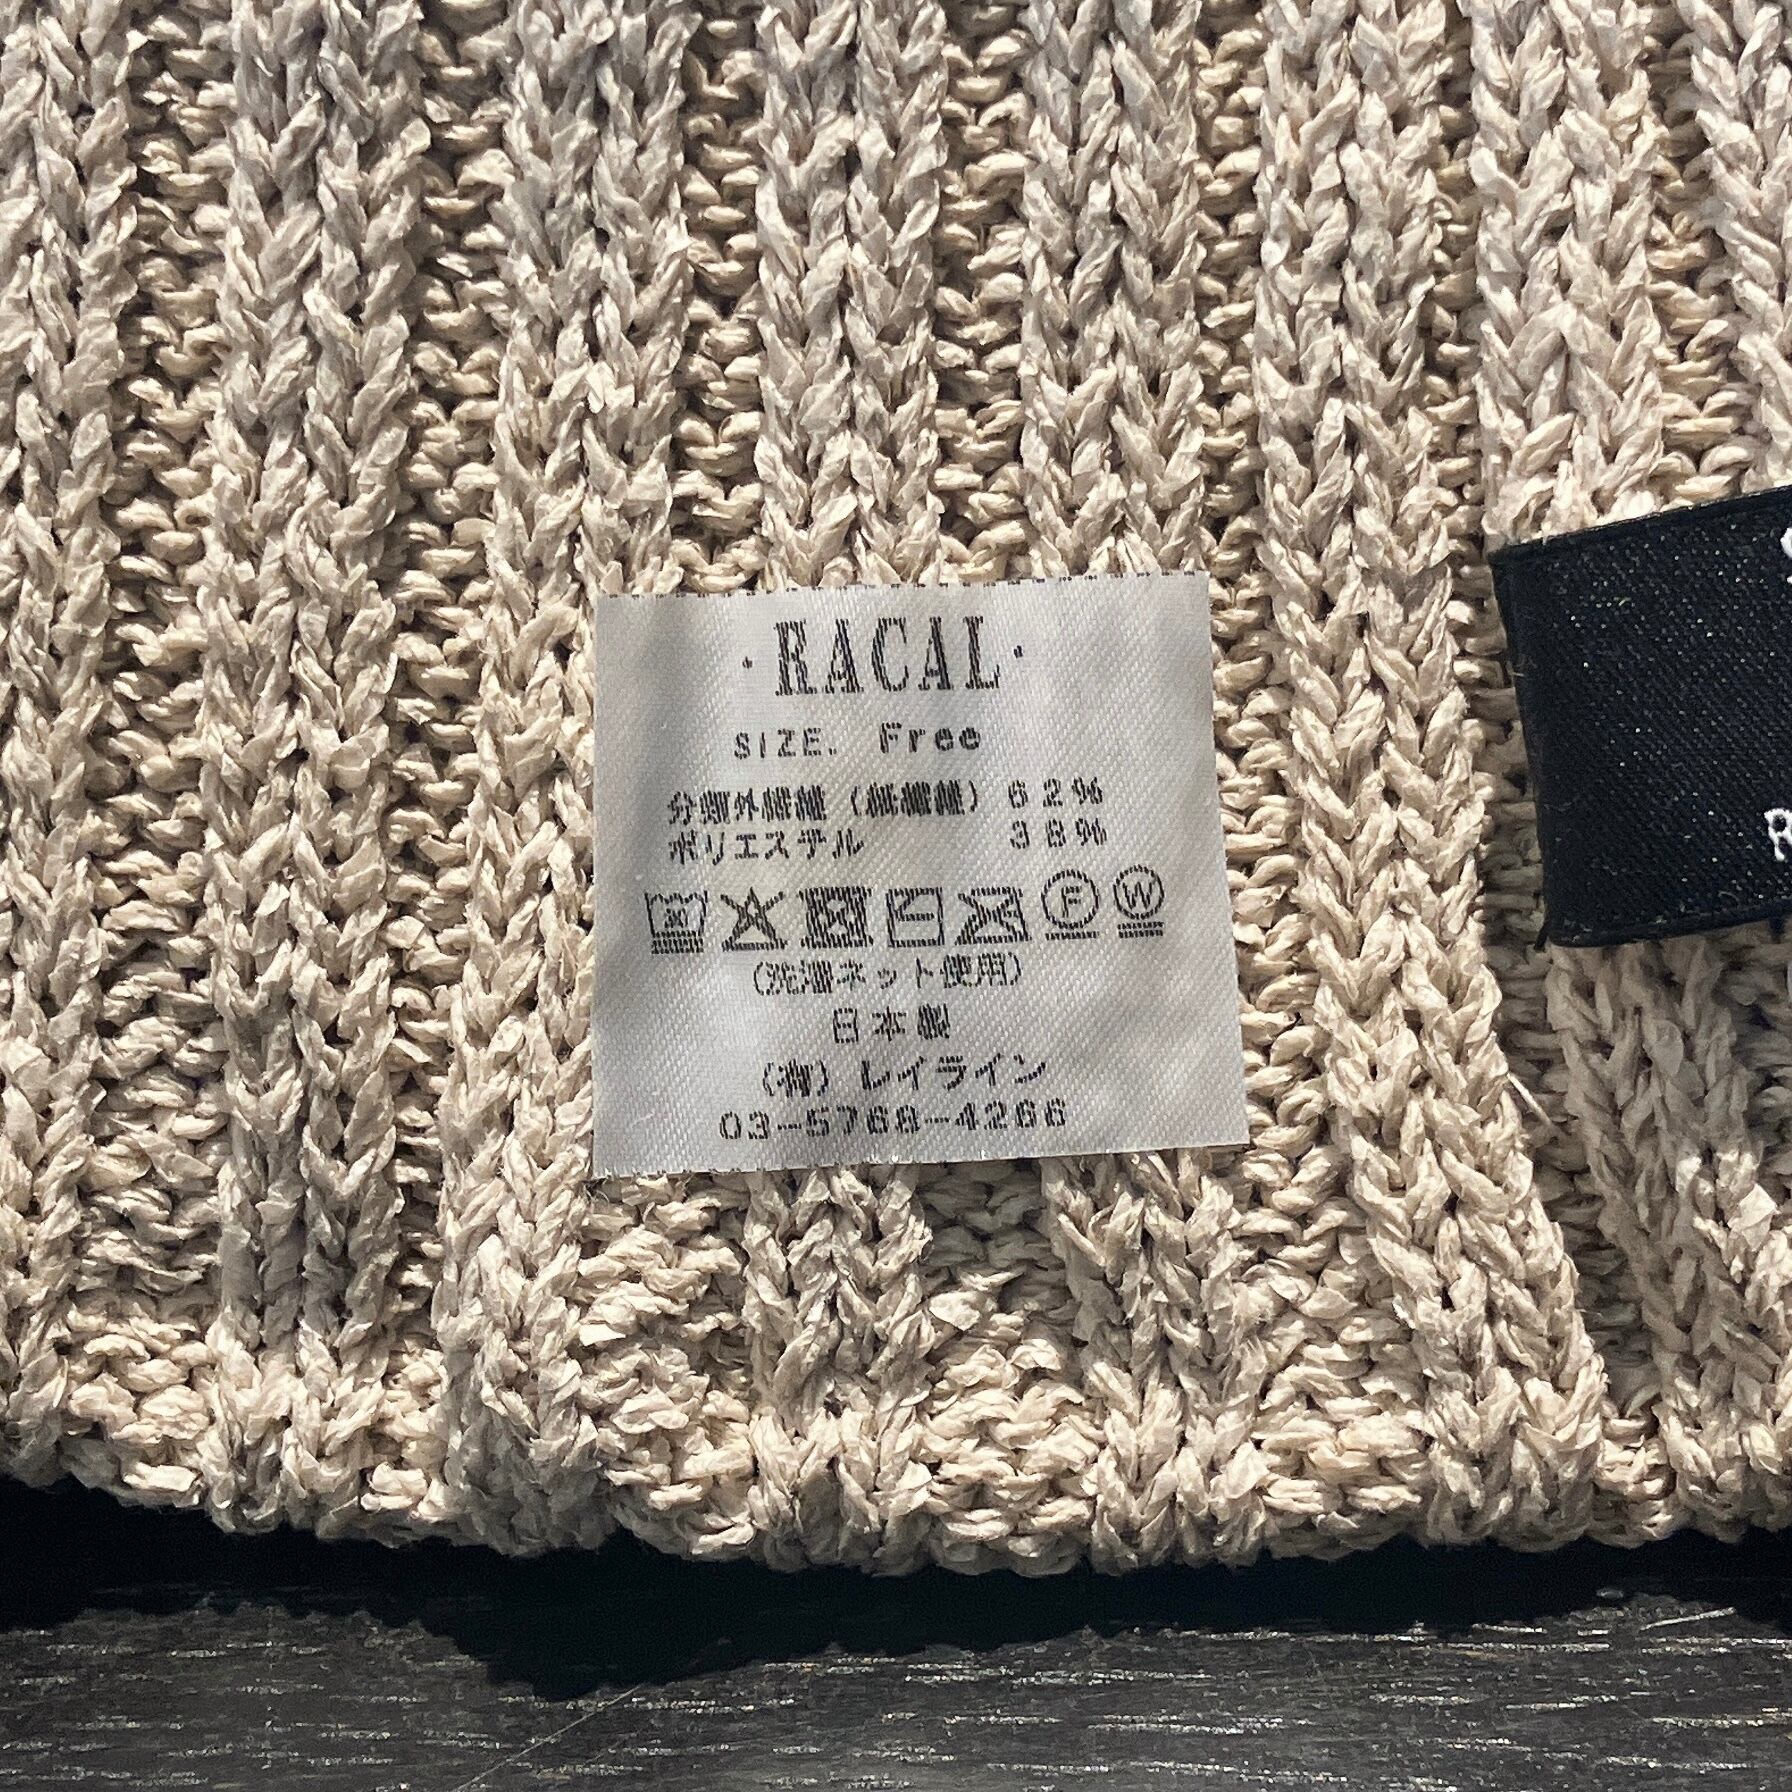 ·RACAL·
SIZE. Free
分類外繊維（紙繊維）62%
ポリエステル 38%
30 F W
（洗濯ネット使用）
日本製
（有）レイライン
03-5768-4266
R